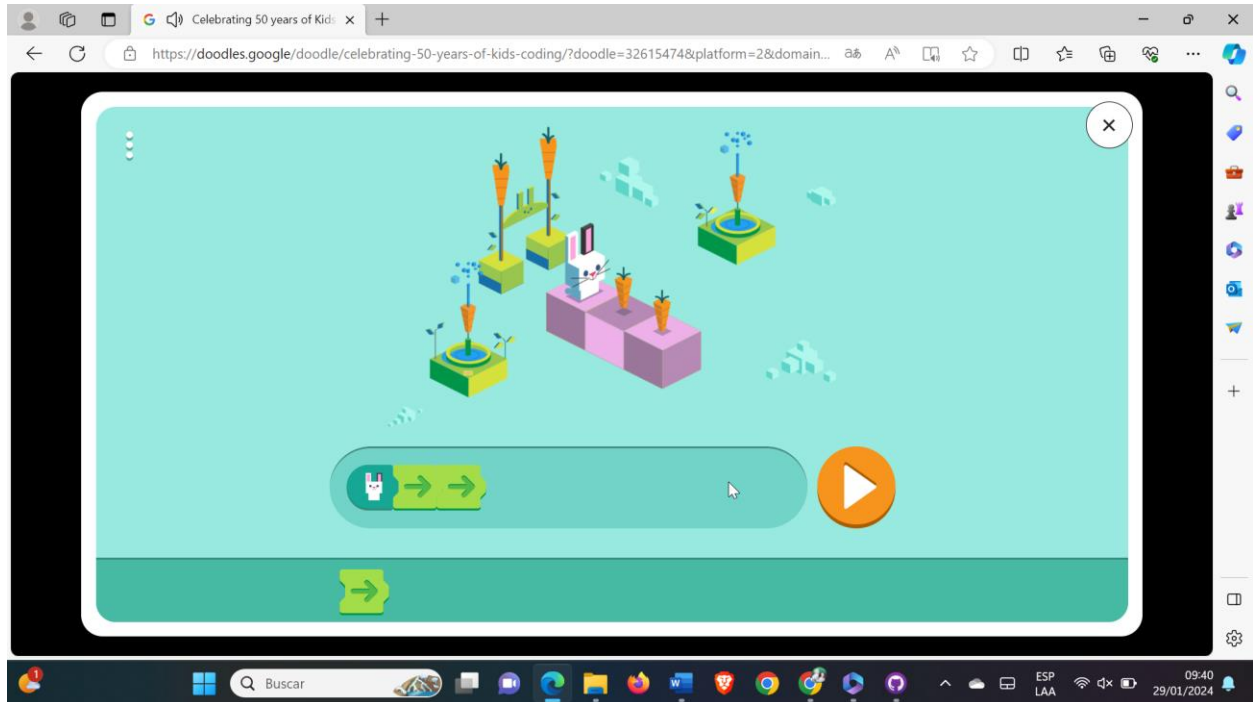 Celebrating 50 years of Kids
https://doodles.google/doodle/celebrating-50-years-of-kids-coding/?doodle=32615474&platform=2&domain...
Buscar
ESP
LAA
09:40
29/01/2024